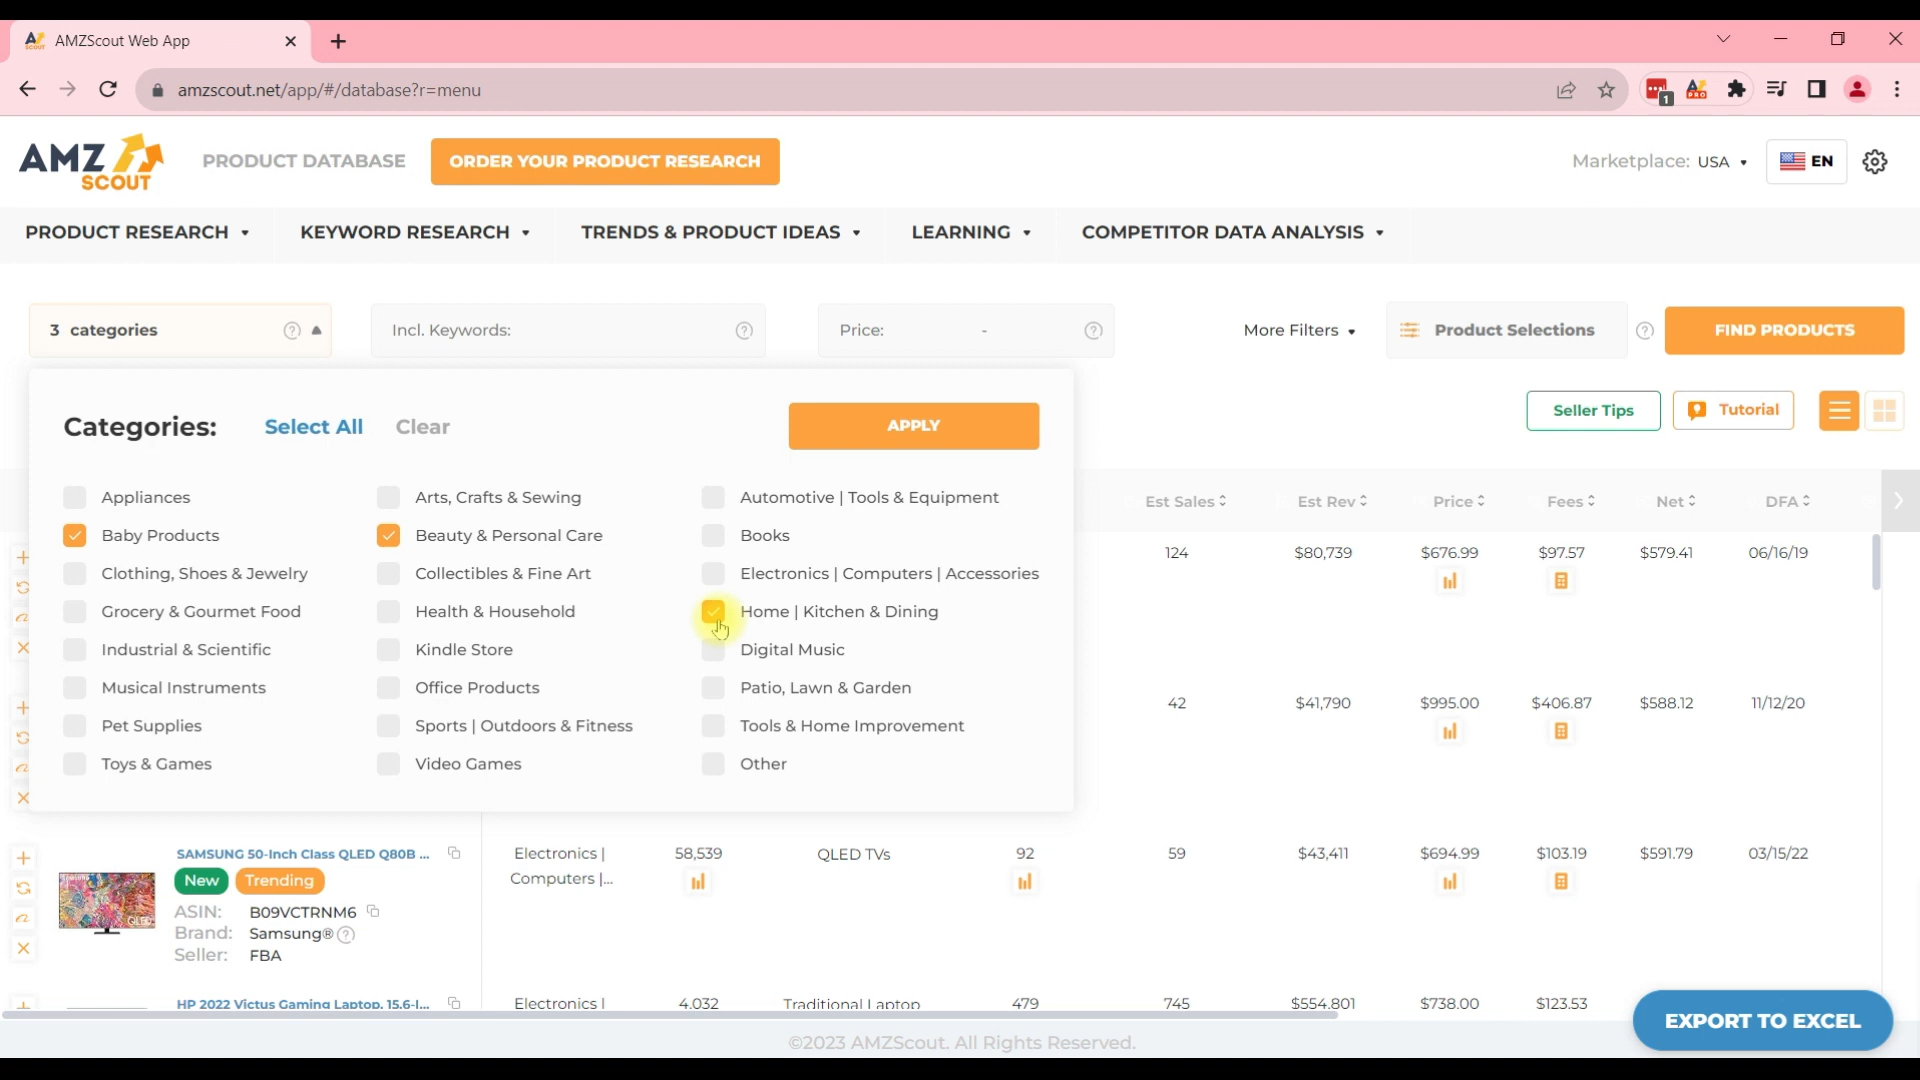 AMZScout Web App
amzscout.net/app/#/database?r=menu
1
PRO
AMZ SCOUT
PRODUCT DATABASE
ORDER YOUR PRODUCT RESEARCH
Marketplace: USA
EN
PRODUCT RESEARCH
KEYWORD RESEARCH
TRENDS & PRODUCT IDEAS
LEARNING
COMPETITOR DATA ANALYSIS
3 categories
Incl. Keywords:
Price: -
More Filters
Product Selections
FIND PRODUCTS
Categories:
Select All
Clear
APPLY
Seller Tips
Tutorial
Appliances
Arts, Crafts & Sewing
Automotive | Tools & Equipment
Baby Products
Beauty & Personal Care
Books
Clothing, Shoes & Jewelry
Collectibles & Fine Art
Electronics | Computers | Accessories
Grocery & Gourmet Food
Health & Household
Home | Kitchen & Dining
Industrial & Scientific
Kindle Store
Digital Music
Musical Instruments
Office Products
Patio, Lawn & Garden
Pet Supplies
Sports | Outdoors & Fitness
Tools & Home Improvement
Toys & Games
Video Games
Other
Est Sales Est Rev Price Fees Net DFA
124 $80,739 $676.99 $97.57 $579.41 06/16/19
42 $41,790 $995.00 $406.87 $588.12 11/12/20
SAMSUNG 50-Inch Class QLED Q80B ...
New Trending
ASIN: B09VCTRNM6
Brand: Samsung®
Seller: FBA
QLED
Electronics |
Computers |...
58,539 QLED TVs 92 59 $43,411 $694.99 $103.19 $591.79 03/15/22
HP 2022 Victus Gaming Laptop, 15.6-I...
Electronics | 4,032 Traditional Laptop 479 745 $554,801 $738.00 $123.53
EXPORT TO EXCEL
©2023 AMZScout. All Rights Reserved.